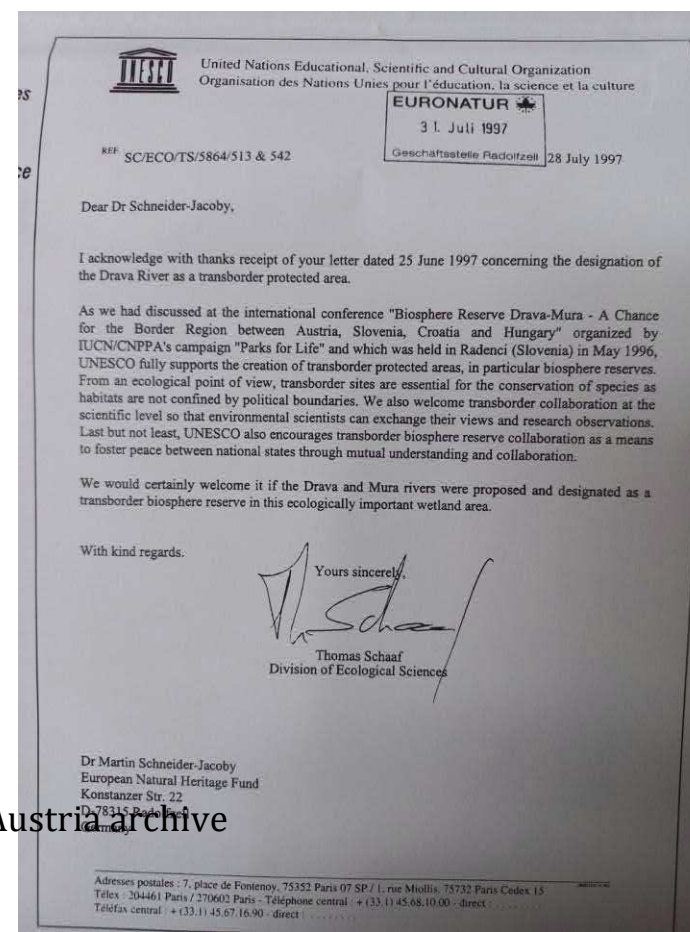 es
ce
UNESCO
United Nations Educational, Scientific and Cultural Organization
Organisation des Nations Unies pour l'éducation, la science et la culture
EURONATUR
3 1. Juli 1997
Geschäftsstelle Radolfzell
REF SC/ECO/TS/5864/513 & 542
28 July 1997
Dear Dr Schneider-Jacoby,
I acknowledge with thanks receipt of your letter dated 25 June 1997 concerning the designation of
the Drava River as a transborder protected area.
As we had discussed at the international conference "Biosphere Reserve Drava-Mura - A Chance
for the Border Region between Austria, Slovenia, Croatia and Hungary" organized by
IUCN/CNPPA's campaign "Parks for Life" and which was held in Radenci (Slovenia) in May 1996,
UNESCO fully supports the creation of transborder protected areas, in particular biosphere reserves.
From an ecological point of view, transborder sites are essential for the conservation of species as
habitats are not confined by political boundaries. We also welcome transborder collaboration at the
scientific level so that environmental scientists can exchange their views and research observations.
Last but not least, UNESCO also encourages transborder biosphere reserve collaboration as a means
to foster peace between national states through mutual understanding and collaboration.
We would certainly welcome it if the Drava and Mura rivers were proposed and designated as a
transborder biosphere reserve in this ecologically important wetland area.
With kind regards.
Yours sincerely,
Th. Schaaf
Thomas Schaaf
Division of Ecological Sciences
Dr Martin Schneider-Jacoby
European Natural Heritage Fund
Konstanzer Str. 22
D-78315 Radolfzell
Germany
Austria archive
Adresses postales : 7, place de Fontenoy, 75352 Paris 07 SP / 1, rue Miollis, 75732 Paris Cedex 15
Télex : 204461 Paris / 270602 Paris - Téléphone central : + (33.1) 45.68.10.00 - direct :
Téléfax central : + (33.1) 45.67.16.90 - direct :